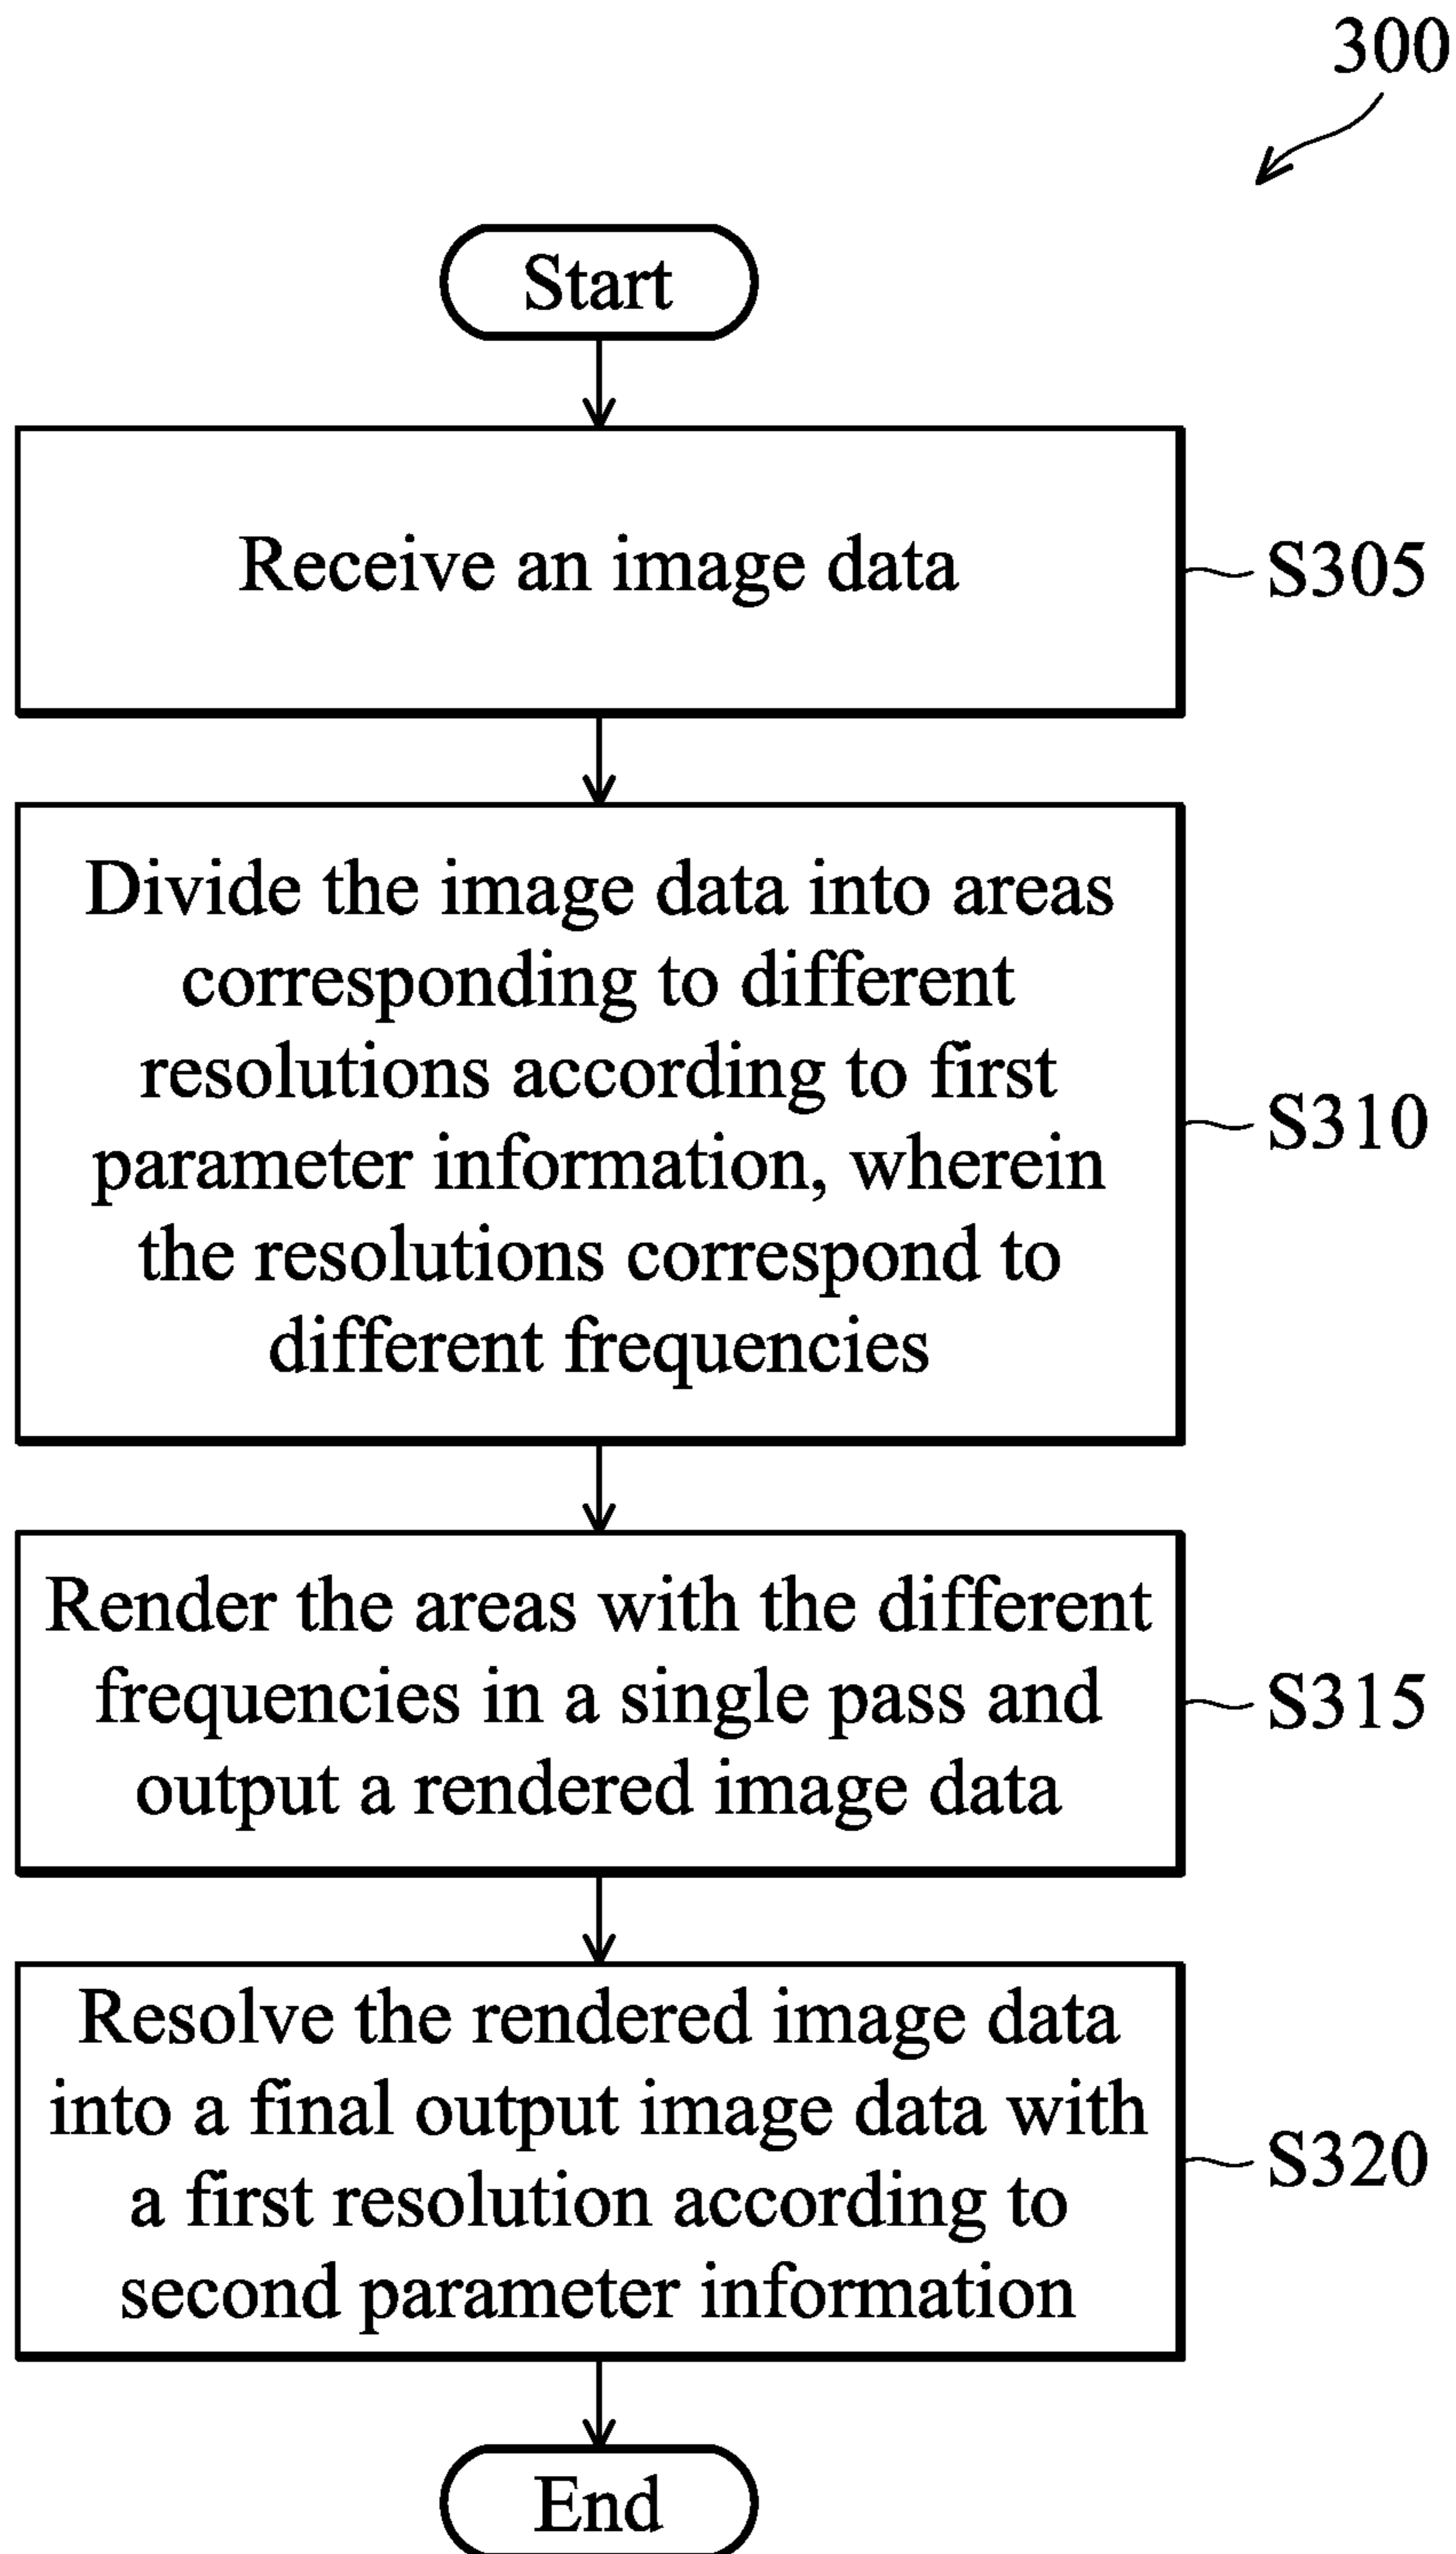 300
Start
Receive an image data
S305
Divide the image data into areas
corresponding to different
resolutions according to first
parameter information, wherein
the resolutions correspond to
different frequencies
S310
Render the areas with the different
frequencies in a single pass and
output a rendered image data
S315
Resolve the rendered image data
into a final output image data with
a first resolution according to
second parameter information
S320
End